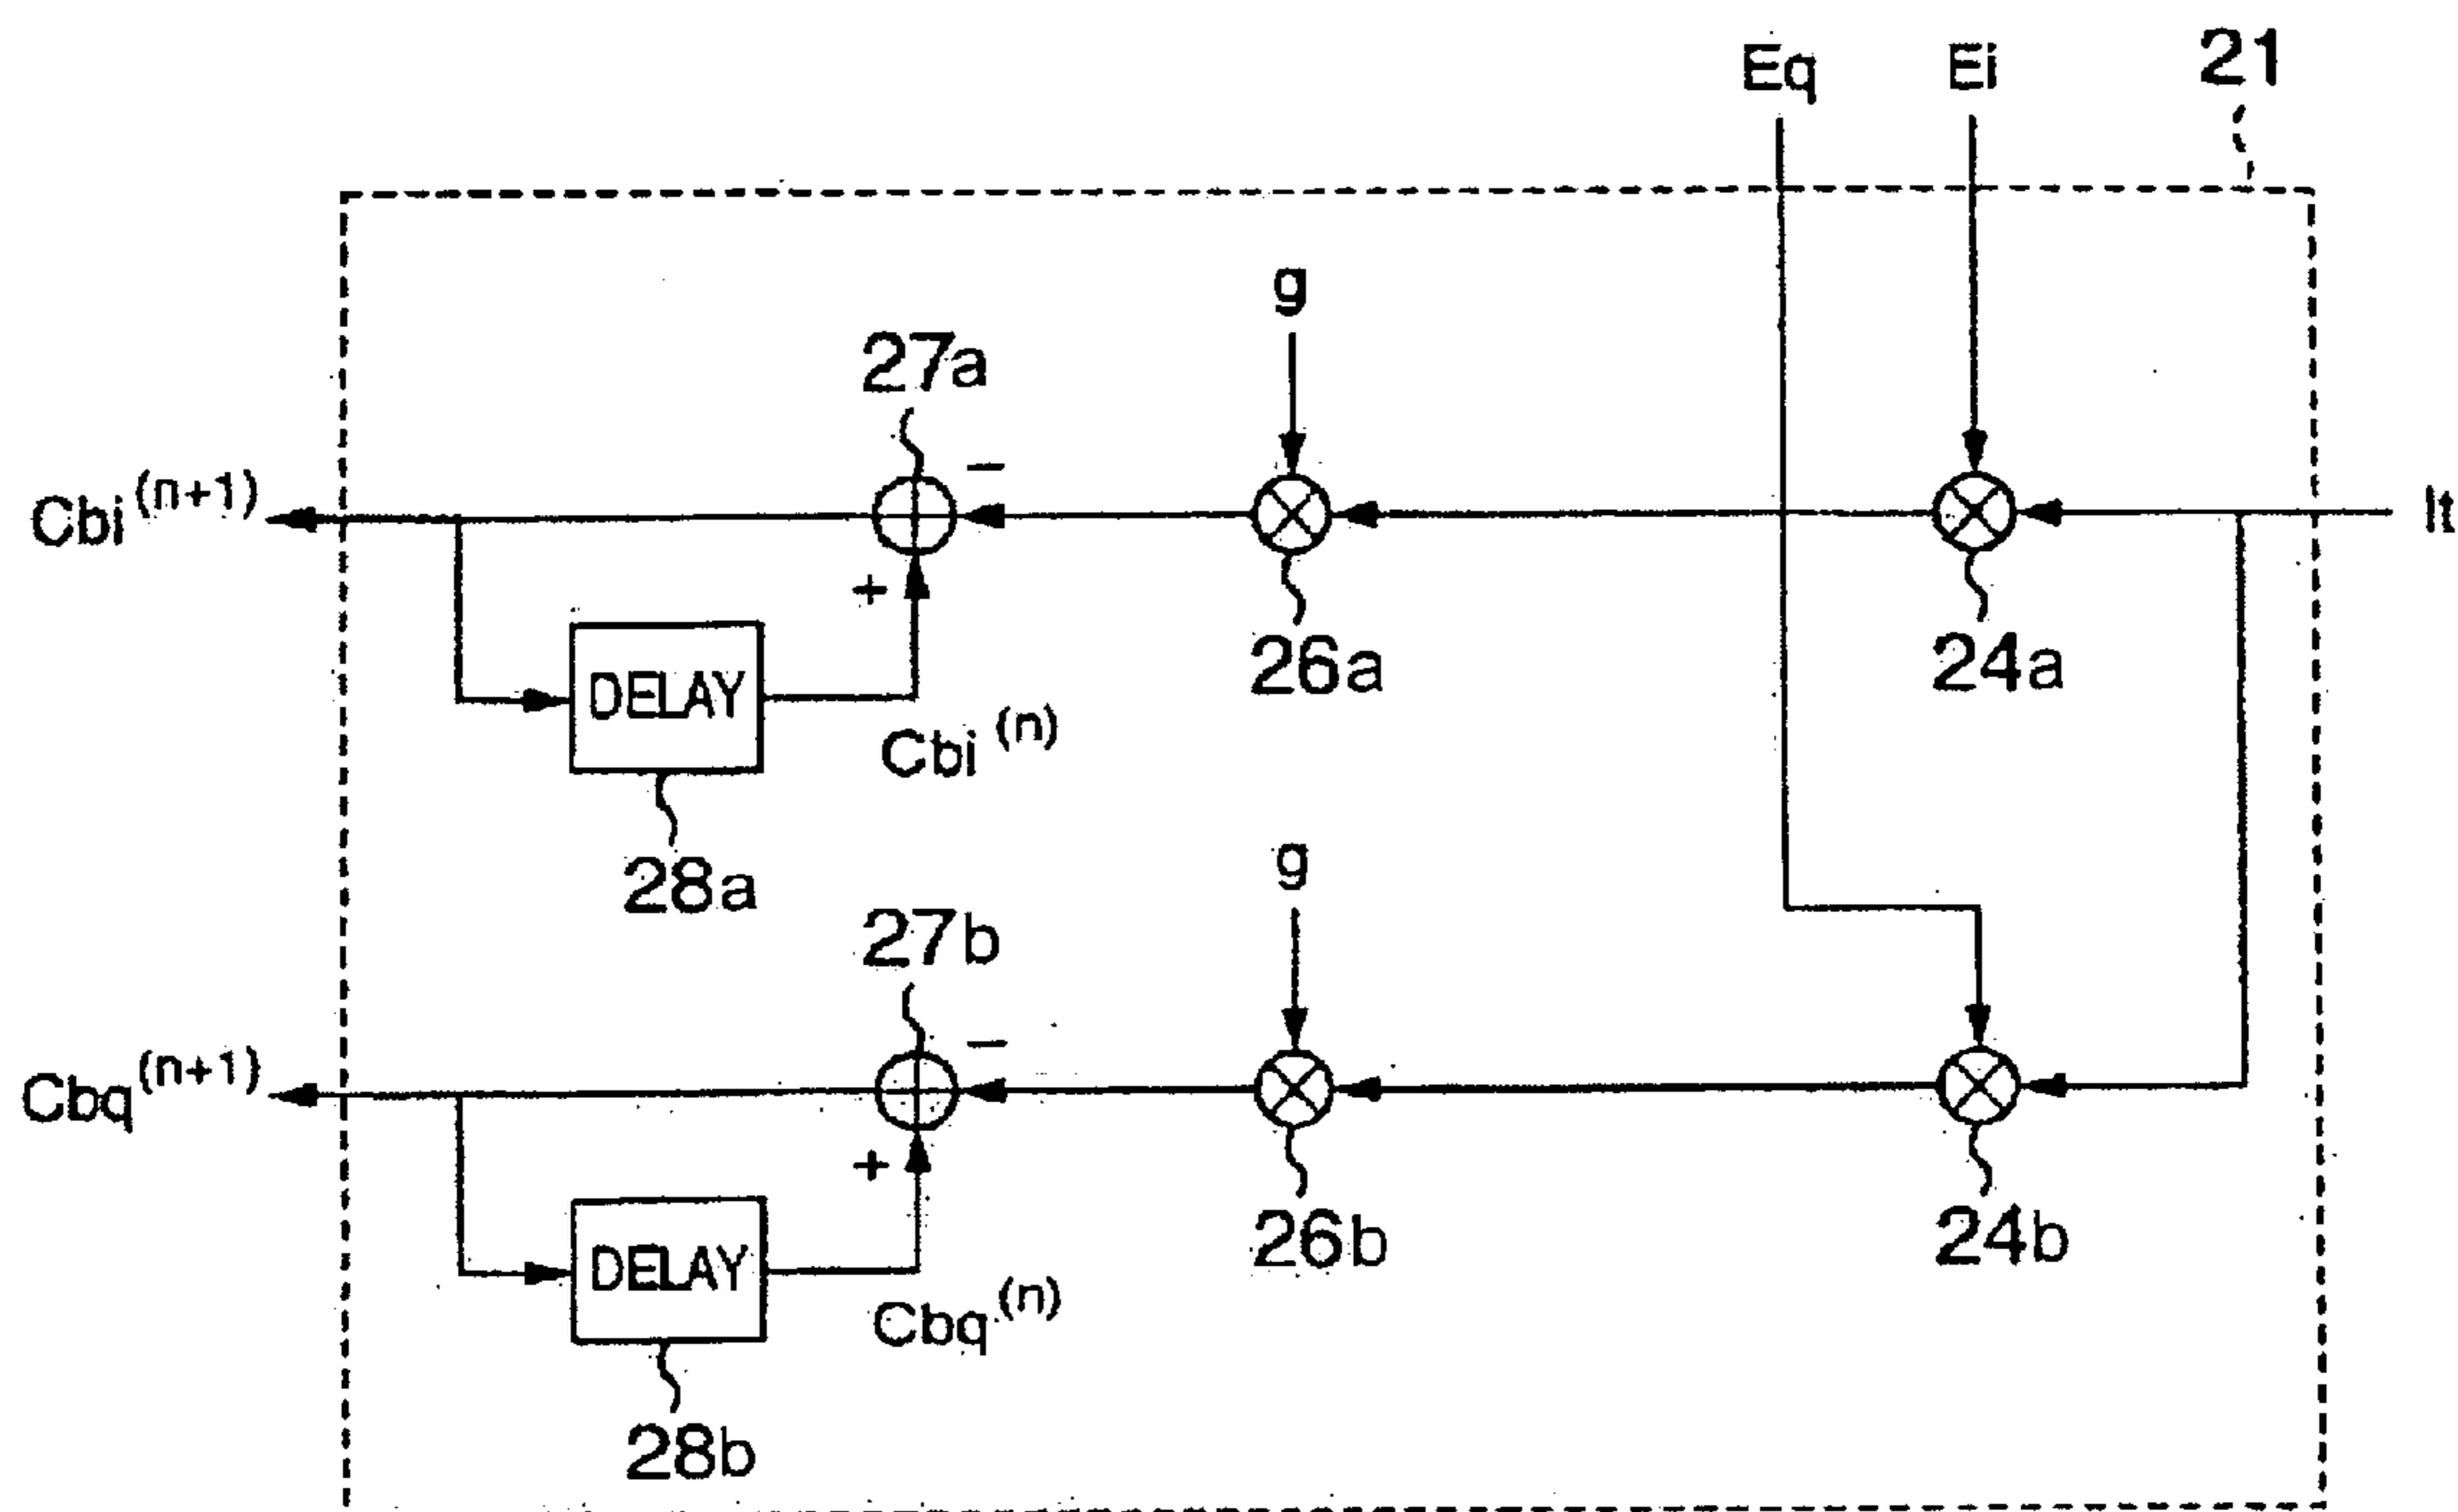 21
Eq
Ei
g
27a
−
Cbi(n+1)
It
+
26a
24a
DELAY
Cbi(n)
28a
g
27b
−
Cbq(n+1)
+
26b
24b
DELAY
Cbq(n)
28b